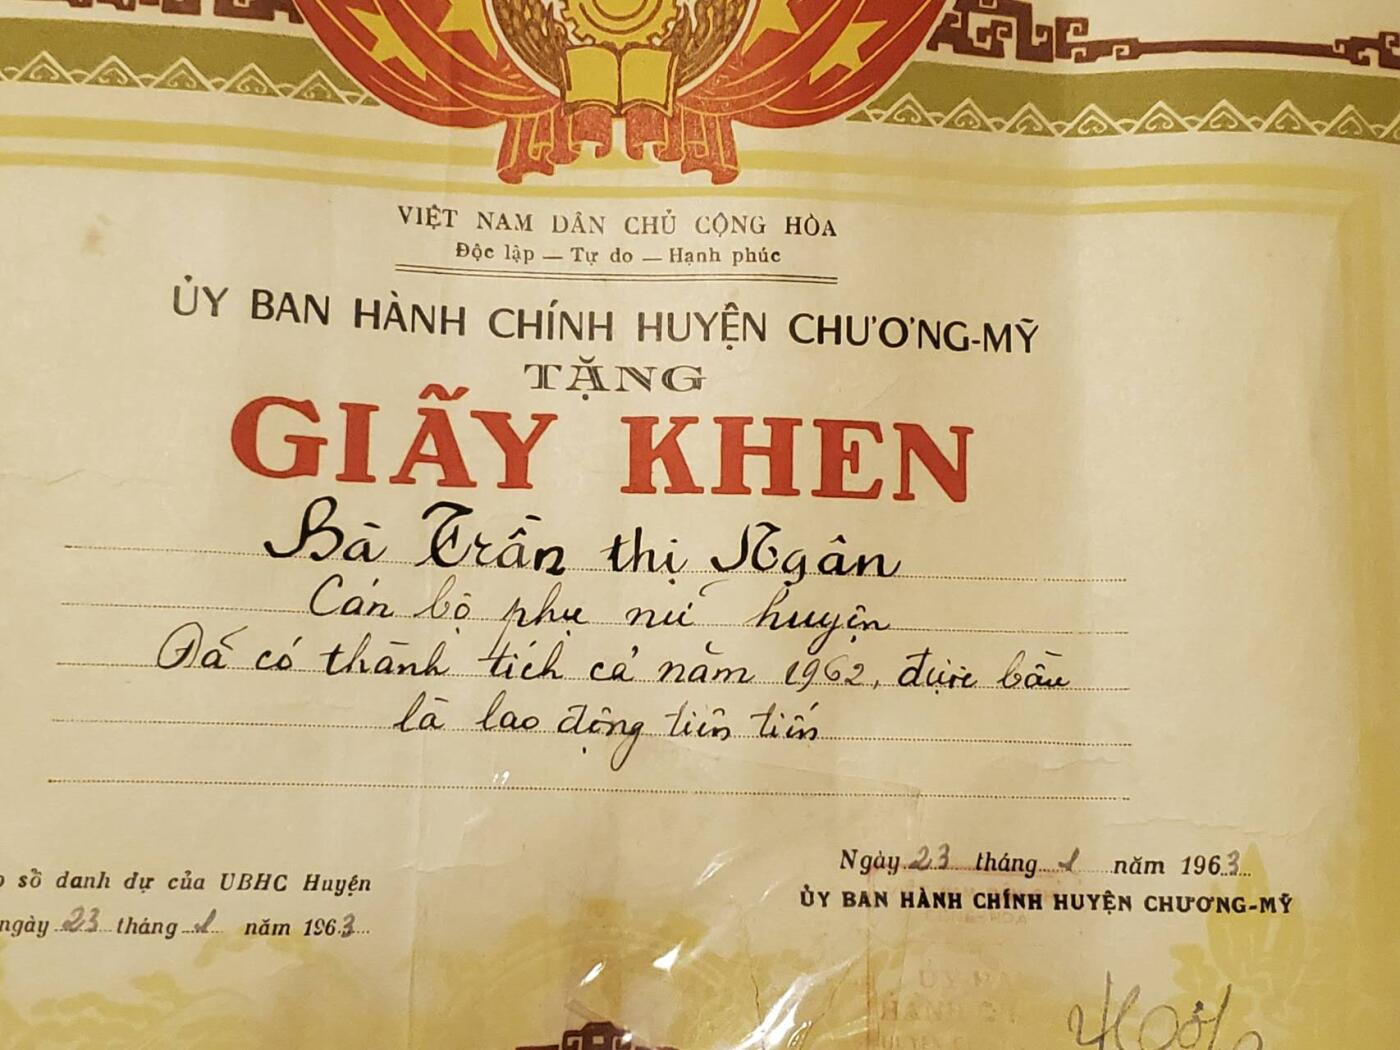 VIỆT NAM DÂN CHỦ CỘNG HÒA
Độc lập — Tự do — Hạnh phúc
ỦY BAN HÀNH CHÍNH HUYỆN CHƯƠNG-MỸ
TẶNG
GIẤY KHEN
Bà Trần thị Ngân
Cán bộ phụ nữ huyện
Đã có thành tích cả năm 1962, được bầu
là lao động tiên tiến
sổ danh dự của UBHC Huyện
ngày 23 tháng 1 năm 1963
Ngày 23 tháng 1 năm 1963
ỦY BAN HÀNH CHÍNH HUYỆN CHƯƠNG-MỸ